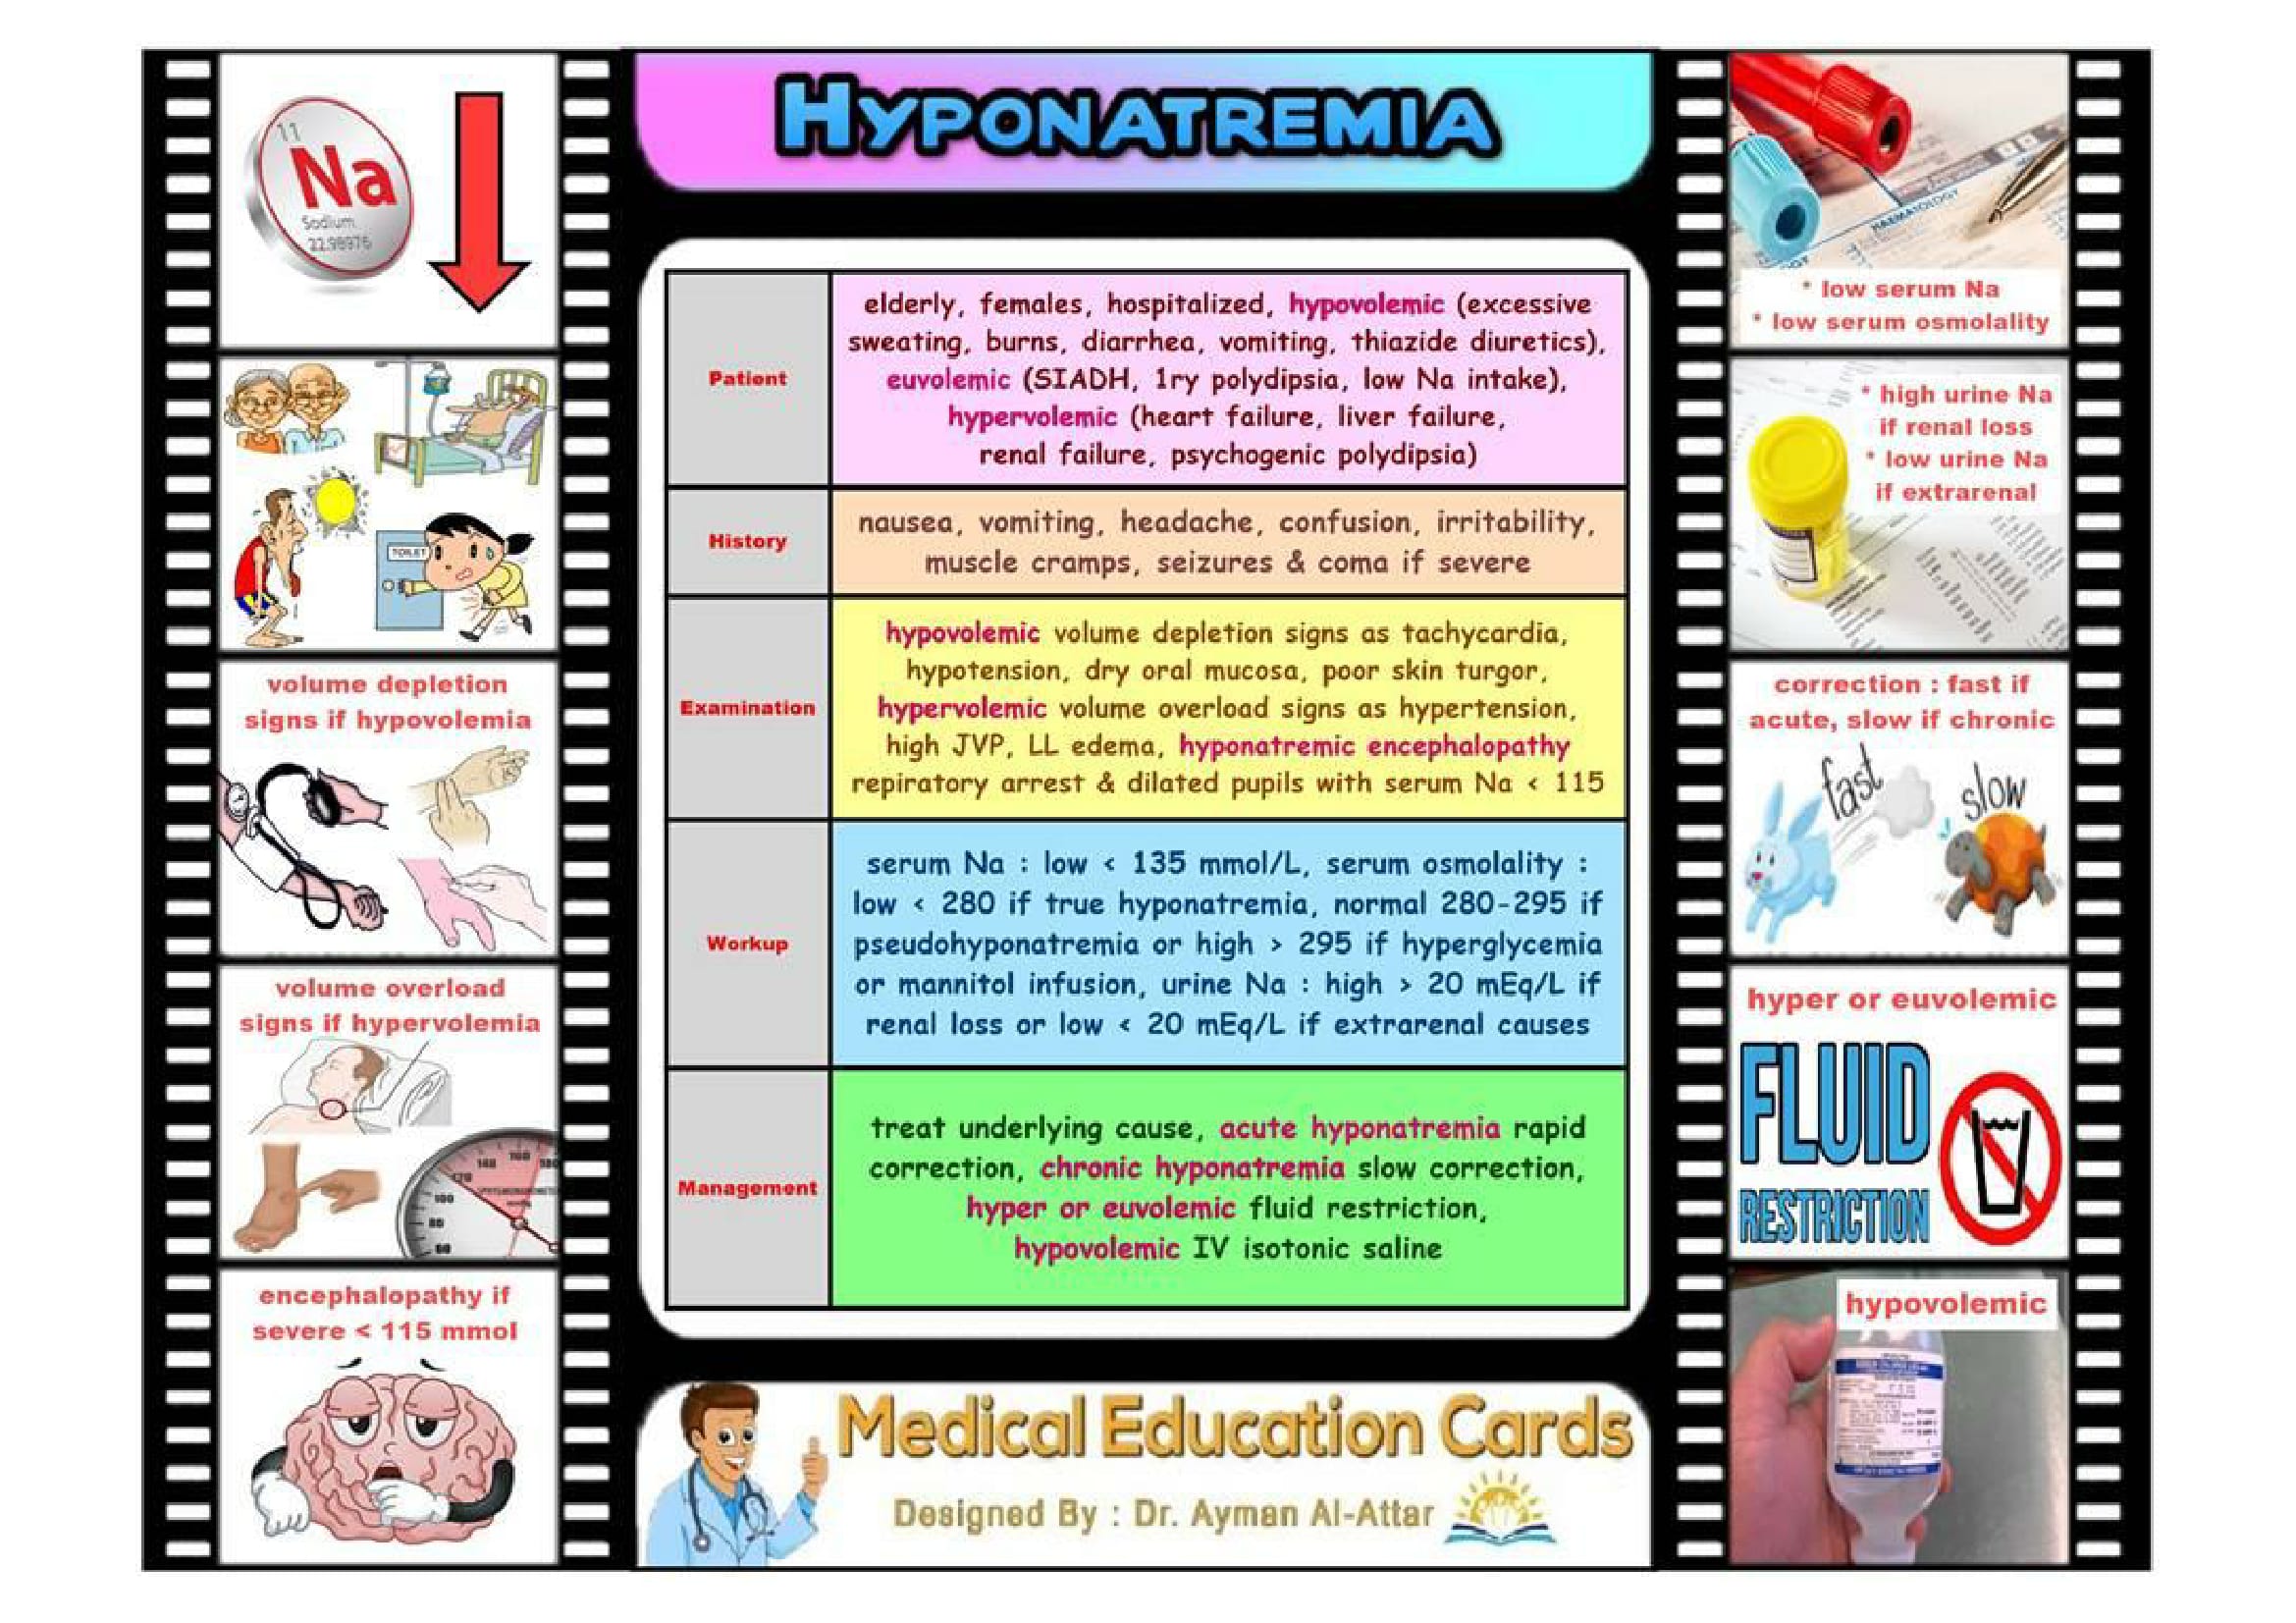 HYPONATREMIA
11
Na
Sodium
22.98976
volume depletion
signs if hypovolemia
TOILET
volume overload
signs if hypervolemia
60
80
100
120
140
160
180
encephalopathy if
severe < 115 mmol
Patient
elderly, females, hospitalized, hypovolemic (excessive
sweating, burns, diarrhea, vomiting, thiazide diuretics),
euvolemic (SIADH, 1ry polydipsia, low Na intake),
hypervolemic (heart failure, liver failure,
renal failure, psychogenic polydipsia)
History
nausea, vomiting, headache, confusion, irritability,
muscle cramps, seizures & coma if severe
Examination
hypovolemic volume depletion signs as tachycardia,
hypotension, dry oral mucosa, poor skin turgor,
hypervolemic volume overload signs as hypertension,
high JVP, LL edema, hyponatremic encephalopathy
repiratory arrest & dilated pupils with serum Na < 115
Workup
serum Na : low < 135 mmol/L, serum osmolality :
low < 280 if true hyponatremia, normal 280-295 if
pseudohyponatremia or high > 295 if hyperglycemia
or mannitol infusion, urine Na : high > 20 mEq/L if
renal loss or low < 20 mEq/L if extrarenal causes
Management
treat underlying cause, acute hyponatremia rapid
correction, chronic hyponatremia slow correction,
hyper or euvolemic fluid restriction,
hypovolemic IV isotonic saline
Medical Education Cards
Designed By : Dr. Ayman Al-Attar
HAEMATOLOGY
* low serum Na
* low serum osmolality
* high urine Na
if renal loss
* low urine Na
if extrarenal
correction : fast if
acute, slow if chronic
fast
slow
hyper or euvolemic
FLUID
RESTRICTION
hypovolemic